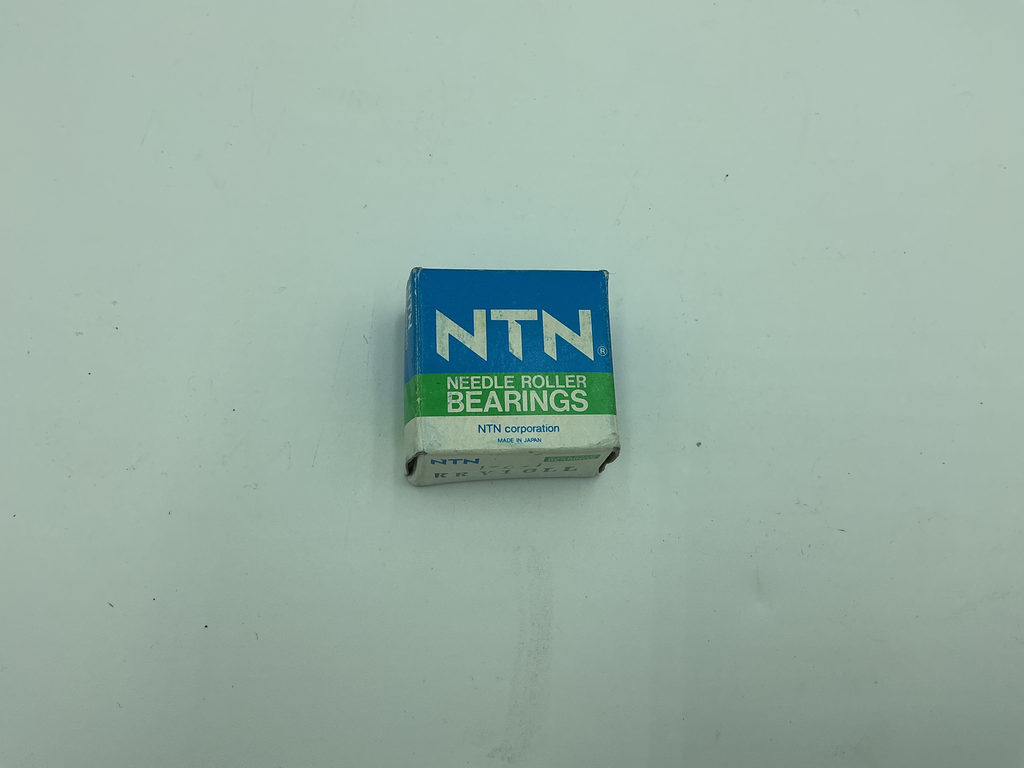 NTN®
NEEDLE ROLLER
BEARINGS
NTN corporation
MADE IN JAPAN
NTN